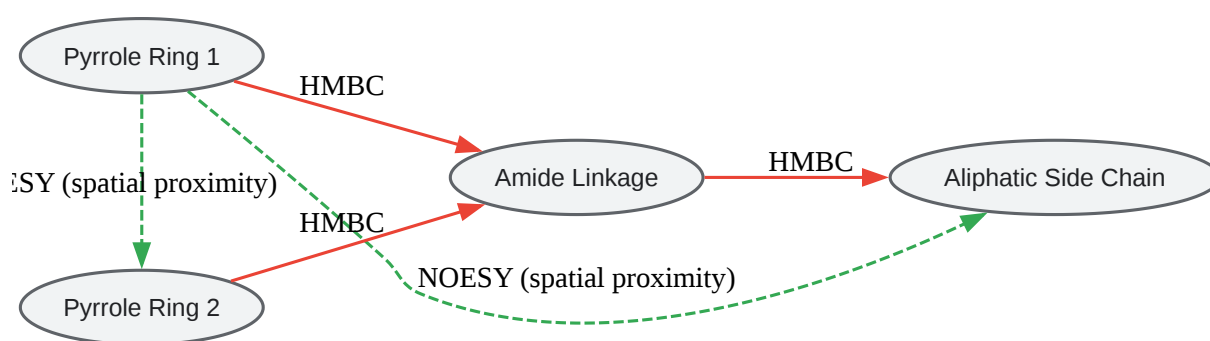 Pyrrole Ring 1
HMBC
Amide Linkage
HMBC
Aliphatic Side Chain
ESY (spatial proximity)
HMBC
NOESY (spatial proximity)
Pyrrole Ring 2